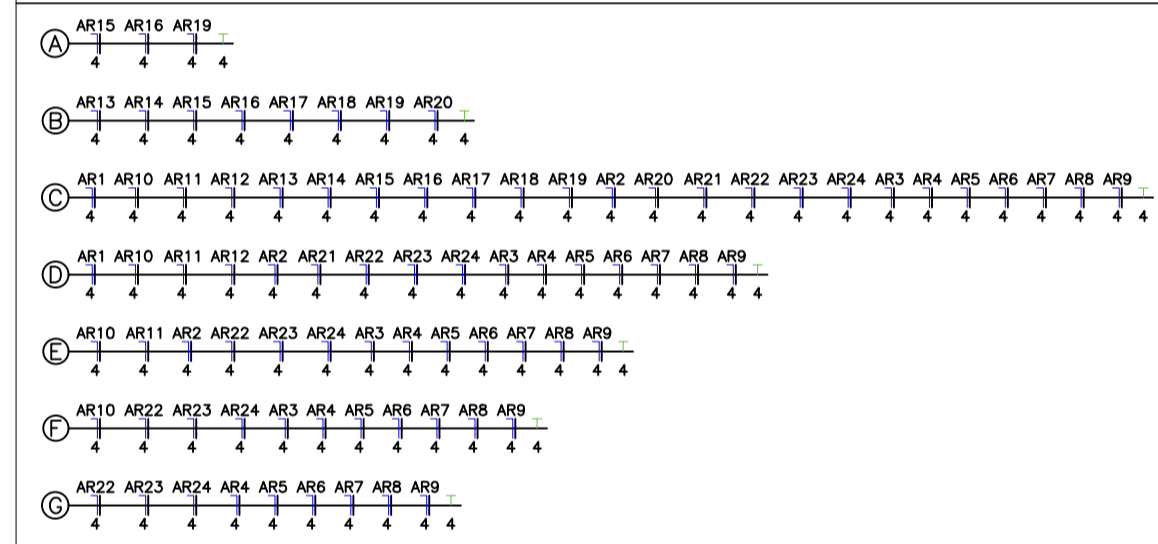 AR15 AR16 AR19
A
4 4 4 4
AR13 AR14 AR15 AR16 AR17 AR18 AR19 AR20
B
4 4 4 4 4 4 4 4 4
AR1 AR10 AR11 AR12 AR13 AR14 AR15 AR16 AR17 AR18 AR19 AR2 AR20 AR21 AR22 AR23 AR24 AR3 AR4 AR5 AR6 AR7 AR8 AR9
C
4 4 4 4 4 4 4 4 4 4 4 4 4 4 4 4 4 4 4 4 4 4 4 4 4
AR1 AR10 AR11 AR12 AR2 AR21 AR22 AR23 AR24 AR3 AR4 AR5 AR6 AR7 AR8 AR9
D
4 4 4 4 4 4 4 4 4 4 4 4 4 4 4 4 4
AR10 AR11 AR2 AR22 AR23 AR24 AR3 AR4 AR5 AR6 AR7 AR8 AR9
E
4 4 4 4 4 4 4 4 4 4 4 4 4 4
AR10 AR22 AR23 AR24 AR3 AR4 AR5 AR6 AR7 AR8 AR9
F
4 4 4 4 4 4 4 4 4 4 4 4
AR22 AR23 AR24 AR4 AR5 AR6 AR7 AR8 AR9
G
4 4 4 4 4 4 4 4 4 4